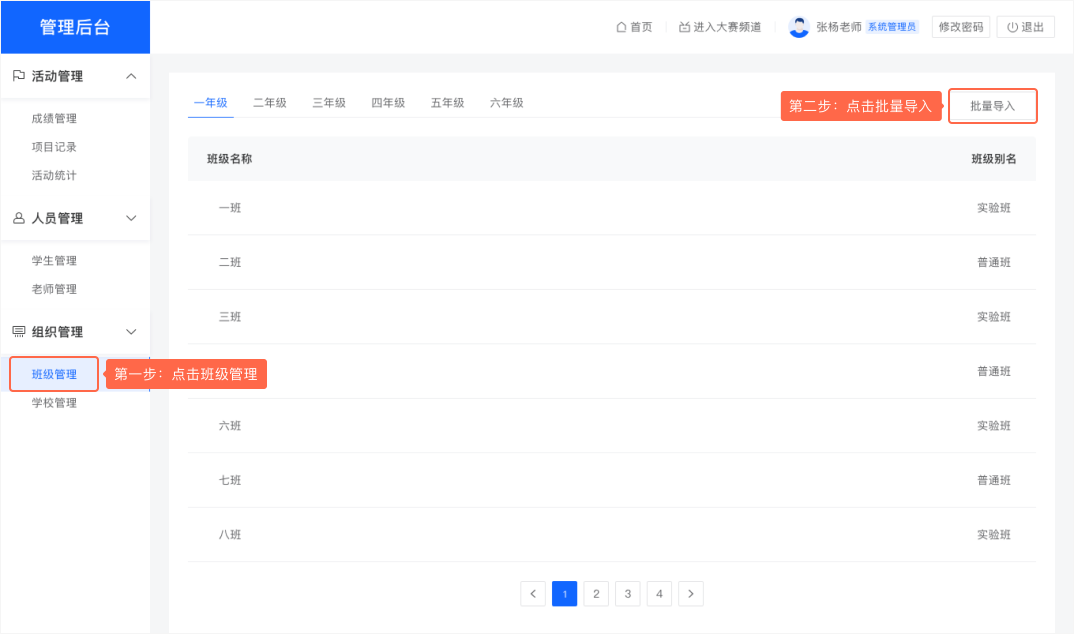 管理后台
首页 进入大赛频道 张杨老师 系统管理员 修改密码 退出
活动管理
成绩管理
项目记录
活动统计
人员管理
学生管理
老师管理
组织管理
班级管理
学校管理
第一步：点击班级管理
一年级 二年级 三年级 四年级 五年级 六年级
第二步：点击批量导入
批量导入
班级名称 班级别名
一班 实验班
二班 普通班
三班 实验班
普通班
六班 实验班
七班 普通班
八班 实验班
1 2 3 4